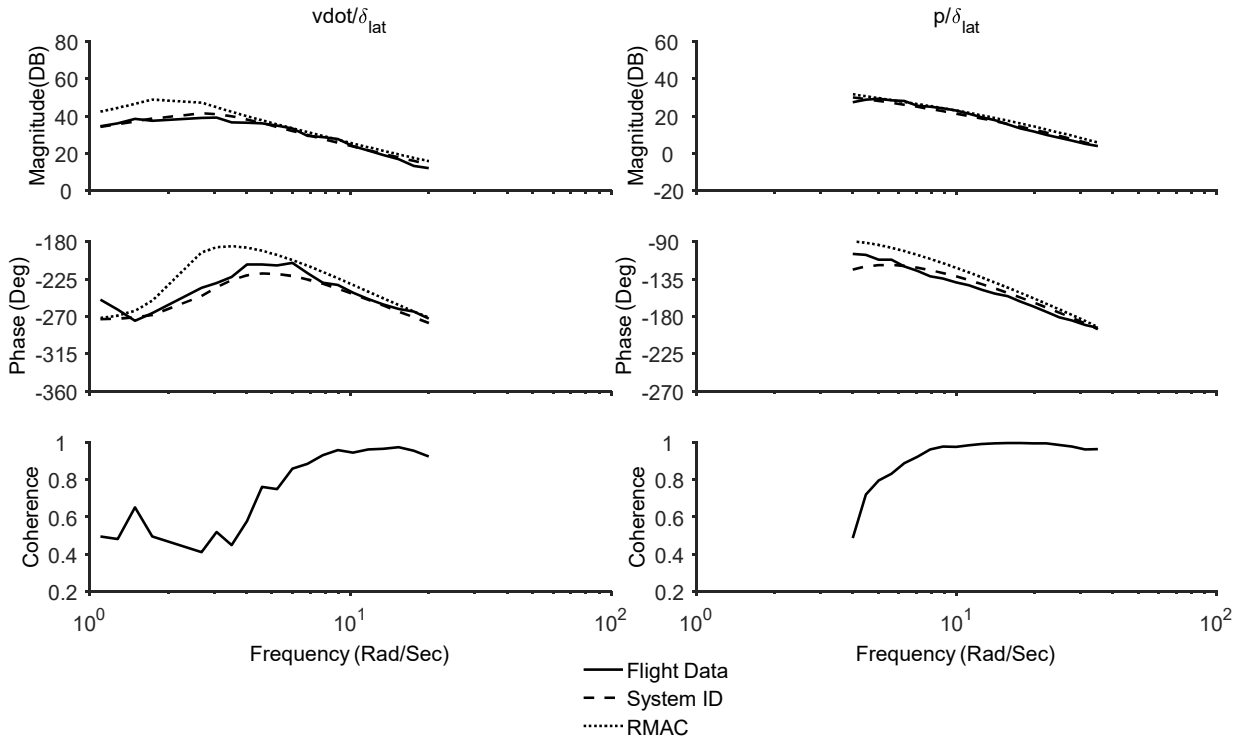 vdot/δlat
80
60
40
20
0
Magnitude(DB)
-180
-225
-270
-315
-360
Phase (Deg)
1
0.8
0.6
0.4
0.2
Coherence
10^0 10^1 10^2
Frequency (Rad/Sec)
p/δlat
60
40
20
0
-20
Magnitude(DB)
-90
-135
-180
-225
-270
Phase (Deg)
1
0.8
0.6
0.4
0.2
Coherence
10^0 10^1 10^2
Frequency (Rad/Sec)
Flight Data
System ID
RMAC